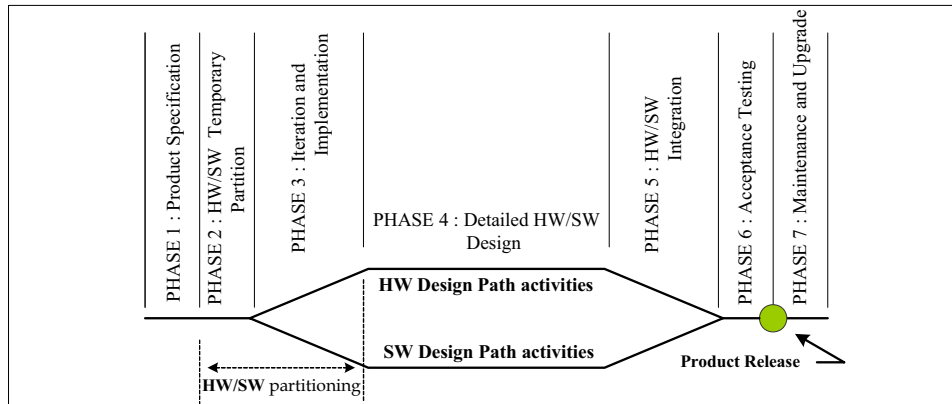 PHASE 1 : Product Specification
PHASE 2 : HW/SW Temporary
Partition
PHASE 3 : Iteration and
Implementation
PHASE 4 : Detailed HW/SW
Design
PHASE 5 : HW/SW
Integration
PHASE 6 : Acceptance Testing
PHASE 7 : Maintenance and Upgrade
HW Design Path activities
SW Design Path activities
Product Release
HW/SW partitioning